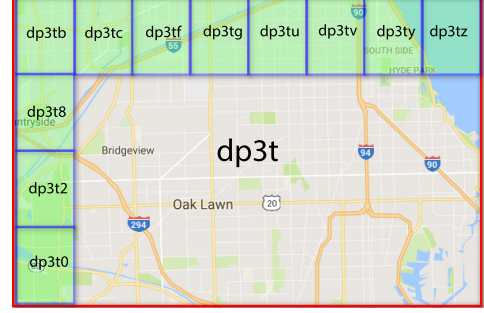 90
dp3tb dp3tc dp3tf dp3tg dp3tu dp3tv dp3ty dp3tz
55
SOUTH SIDE
HYDE PARK
dp3t8
ntryside
Bridgeview
dp3t
94
90
dp3t2
Oak Lawn
20
294
dp3t0